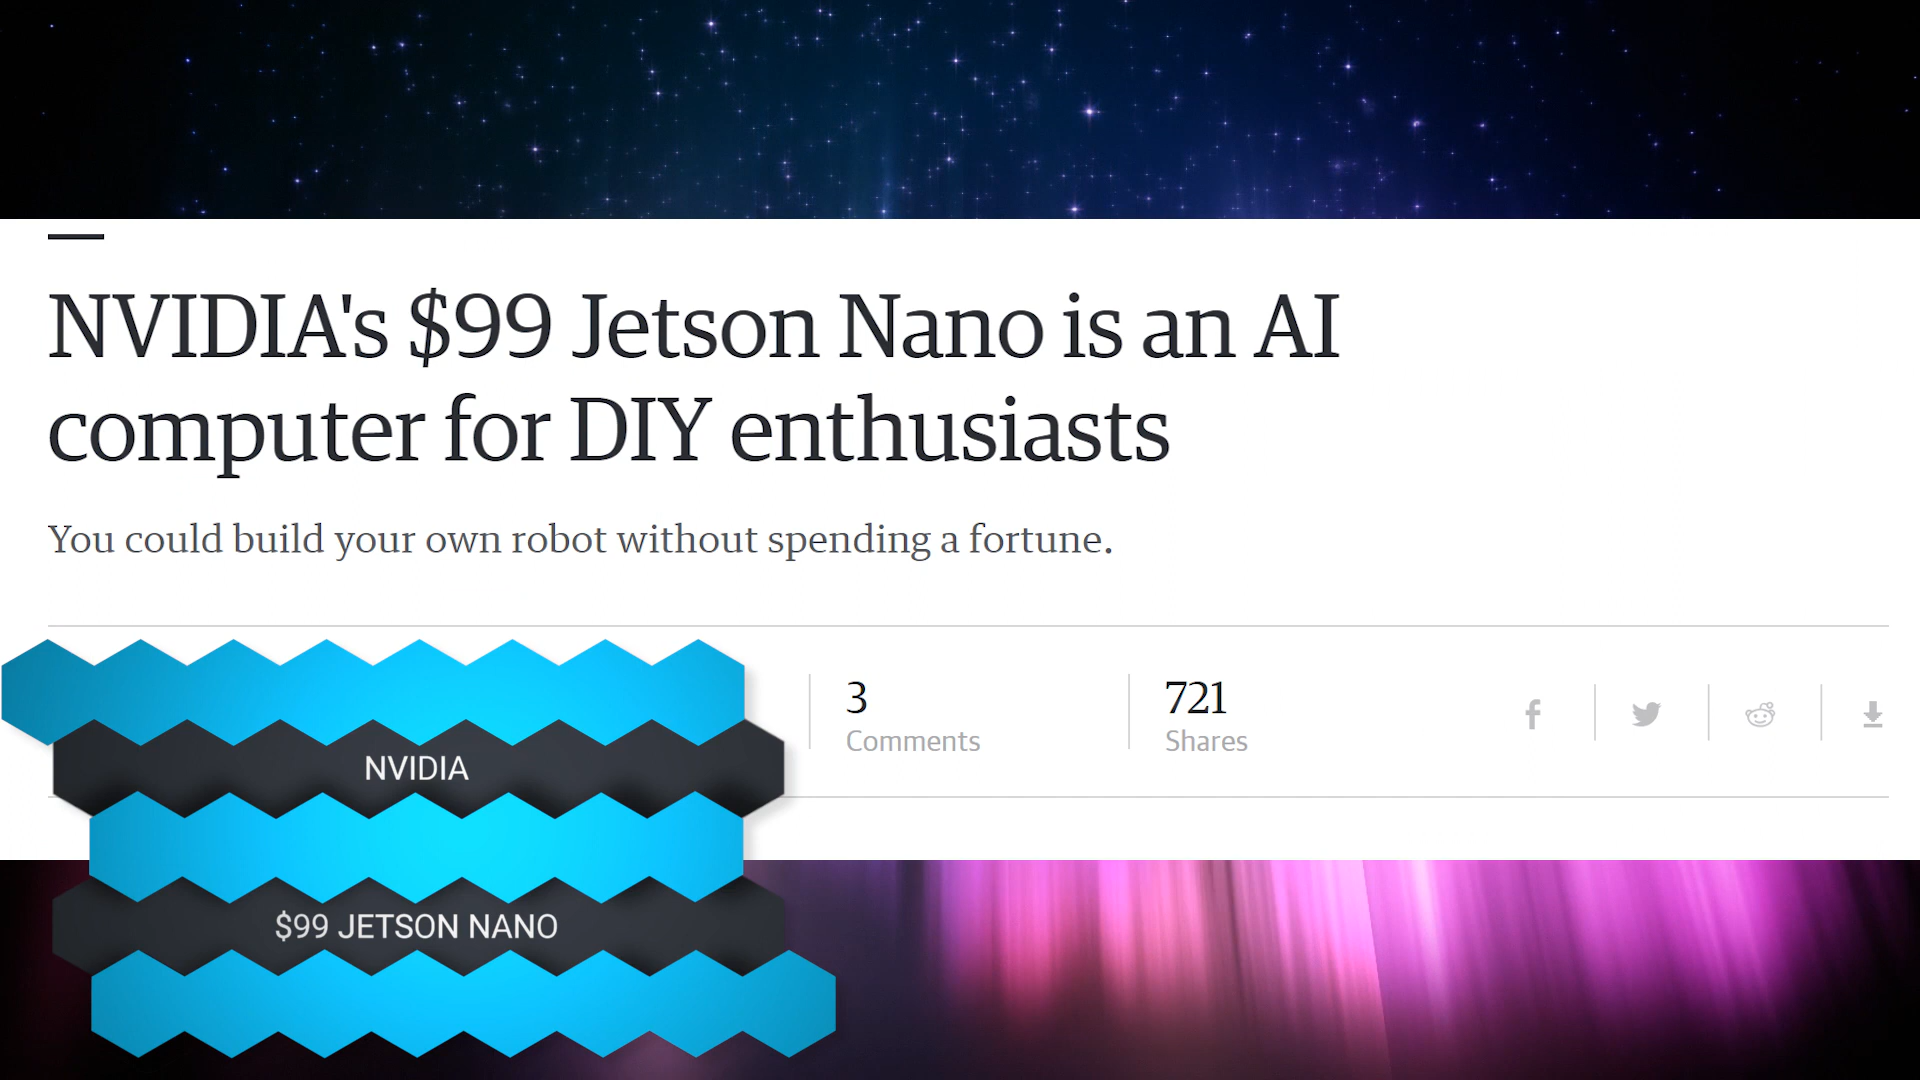 NVIDIA's $99 Jetson Nano is an AI
computer for DIY enthusiasts
You could build your own robot without spending a fortune.
3
Comments
721
Shares
NVIDIA
$99 JETSON NANO